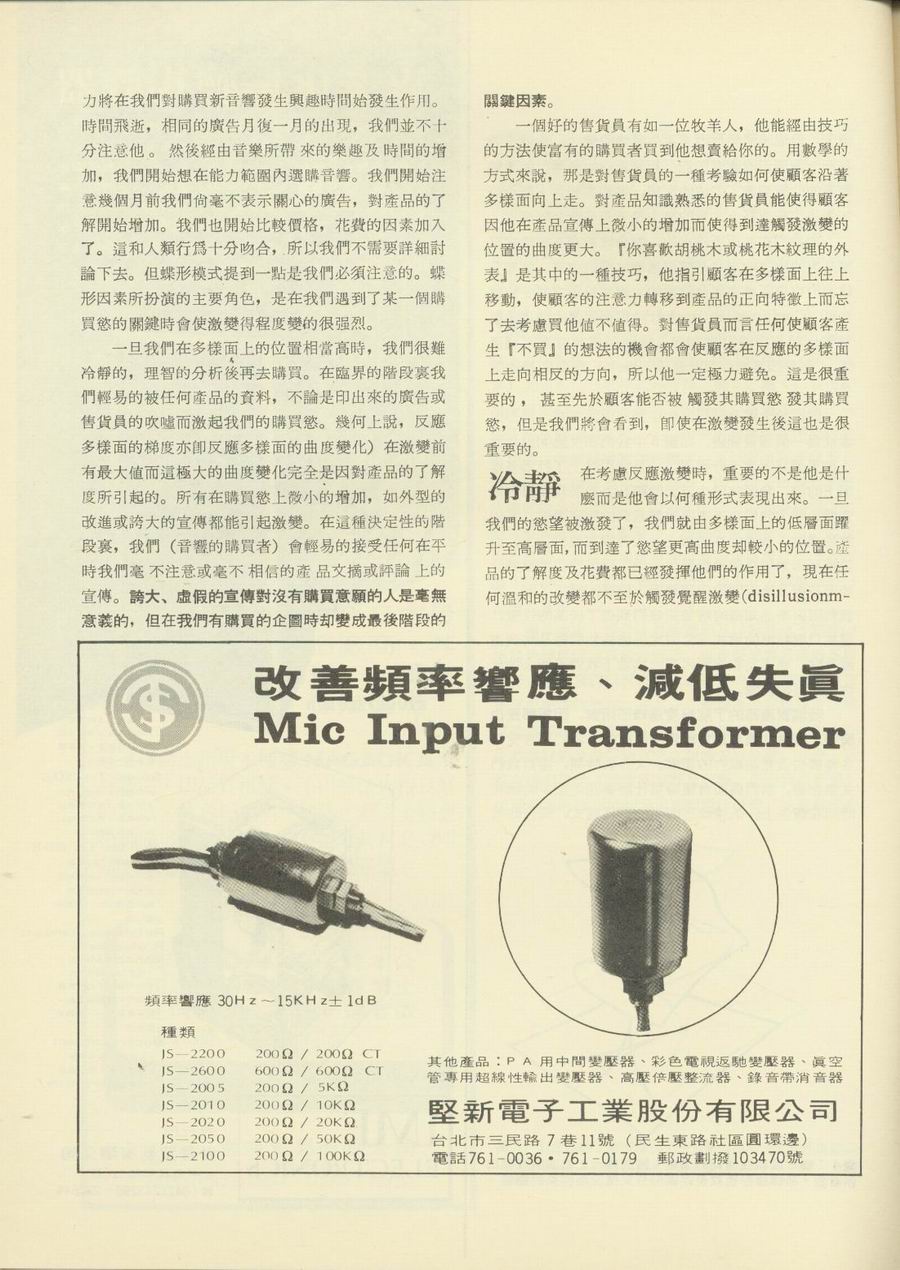 力將在我們對購買新音響發生興趣時間始發生作用。
時間飛逝，相同的廣告月復一月的出現，我們並不十
分注意他。 然後經由音樂所帶 來的樂趣及 時間的增
加，我們開始想在能力範圍內選購音響。我們開始注
意幾個月前我們尙毫不表示關心的廣告，對產品的了
解開始增加。我們也開始比較價格，花費的因素加入
了。這和人類行爲十分吻合，所以我們不需要詳細討
論下去。但蝶形模式提到一點是我們必須注意的。蝶
形因素所扮演的主要角色，是在我們遇到了某一個購
買慾的關鍵時會使激變得程度變的很强烈。
一旦我們在多樣面上的位置相當高時，我們很難
冷靜的，理智的分析後再去購買。在臨界的階段裏我
們輕易的被任何產品的資料，不論是印出來的廣告或
售貨員的吹噓而激起我們的購買慾。幾何上說，反應
多樣面的梯度亦卽反應多樣面的曲度變化）在激變前
有最大値而這極大的曲度變化完全是因對產品的了解
度所引起的。所有在購買慾上微小的增加，如外型的
改進或誇大的宣傳都能引起激變。在這種決定性的階
段裏，我們（音響的購買者）會輕易的接受任何在平
時我們毫 不注意或毫不 相信的產 品文摘或評論 上的
宣傳。誇大、虛假的宣傳對沒有購買意願的人是毫無
意義的，但在我們有購買的企圖時却變成最後階段的
關鍵因素。
一個好的售貨員有如一位牧羊人，他能經由技巧
的方法使富有的購買者買到他想賣給你的。用數學的
方式來說，那是對售貨員的一種考驗如何使顧客沿著
多樣面向上走。對產品知識熟悉的售貨員能使得顧客
因他在產品宣傳上微小的增加而使得到達觸發激變的
位置的曲度更大。『你喜歡胡桃木或桃花木紋理的外
表』是其中的一種技巧，他指引顧客在多樣面上往上
移動，使顧客的注意力轉移到產品的正向特徵上而忘
了去考慮買他値不値得。對售貨員而言任何使顧客產
生『不買』的想法的機會都會使顧客在反應的多樣面
上走向相反的方向，所以他一定極力避免。這是很重
要的， 甚至先於顧客能否被 觸發其購買慾 發其購買
慾，但是我們將會看到，卽使在激變發生後這也是很
重要的。
冷靜 在考慮反應激變時，重要的不是他是什
麽而是他會以何種形式表現出來。一旦
我們的慾望被激發了，我們就由多樣面上的低層面躍
升至高層面，而到達了慾望更高曲度却較小的位置。產
品的了解度及花費都已經發揮他們的作用了，現在任
何溫和的改變都不至於觸發覺醒激變(disillusionm-
改善頻率響應、減低失眞
Mic Input Transformer
頻率響應 30Hz～15KHz± 1dB
種類
JS—2200 200Ω / 200Ω CT
JS—2600 600Ω / 600Ω CT
JS—2005 200Ω / 5KΩ
JS—2010 200Ω / 10KΩ
JS—2020 200Ω / 20KΩ
JS—2050 200Ω / 50KΩ
JS—2100 200Ω / 100KΩ
其他產品：PA用中間變壓器、彩色電視返馳變壓器、眞空
管專用超線性輸出變壓器、高壓倍壓整流器、錄音帶消音器
堅新電子工業股份有限公司
台北市三民路7巷11號（民生東路社區圓環邊）
電話761-0036・761-0179 郵政劃撥103470號